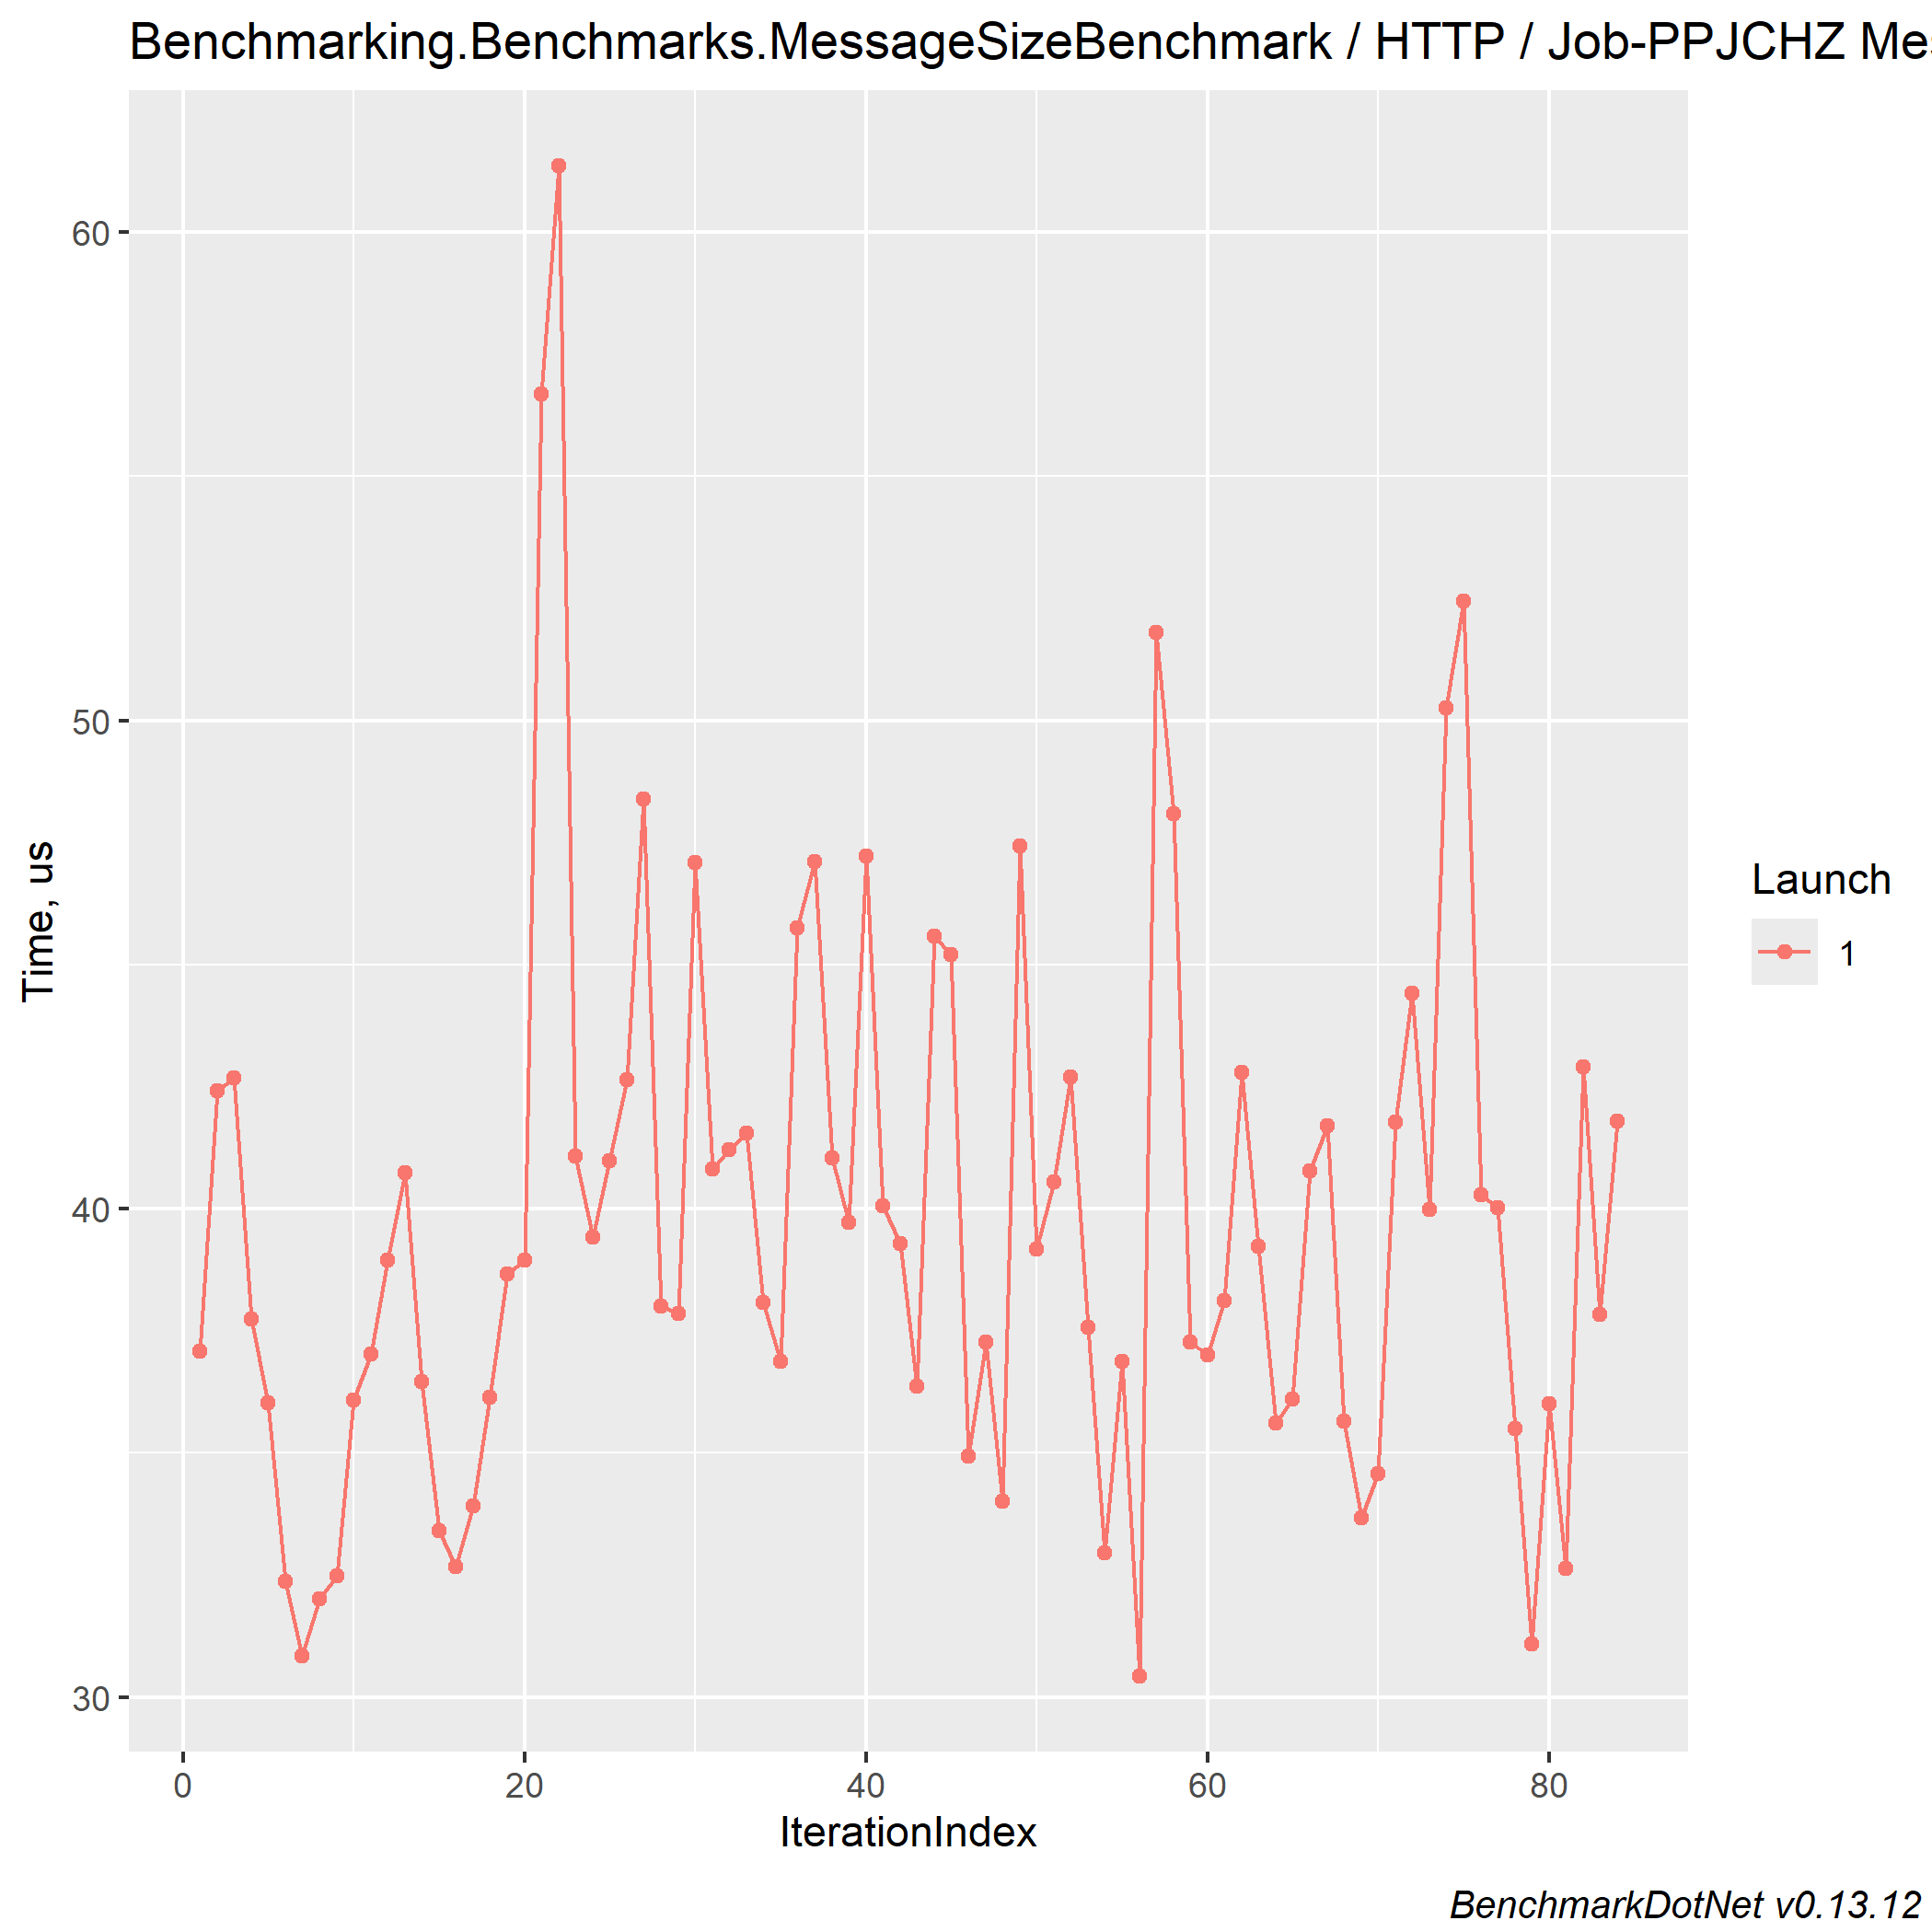 Benchmarking.Benchmarks.MessageSizeBenchmark / HTTP / Job-PPJCHZ
Time, us
60
50
40
30
0 20 40 60 80
IterationIndex
Launch
1
BenchmarkDotNet v0.13.12